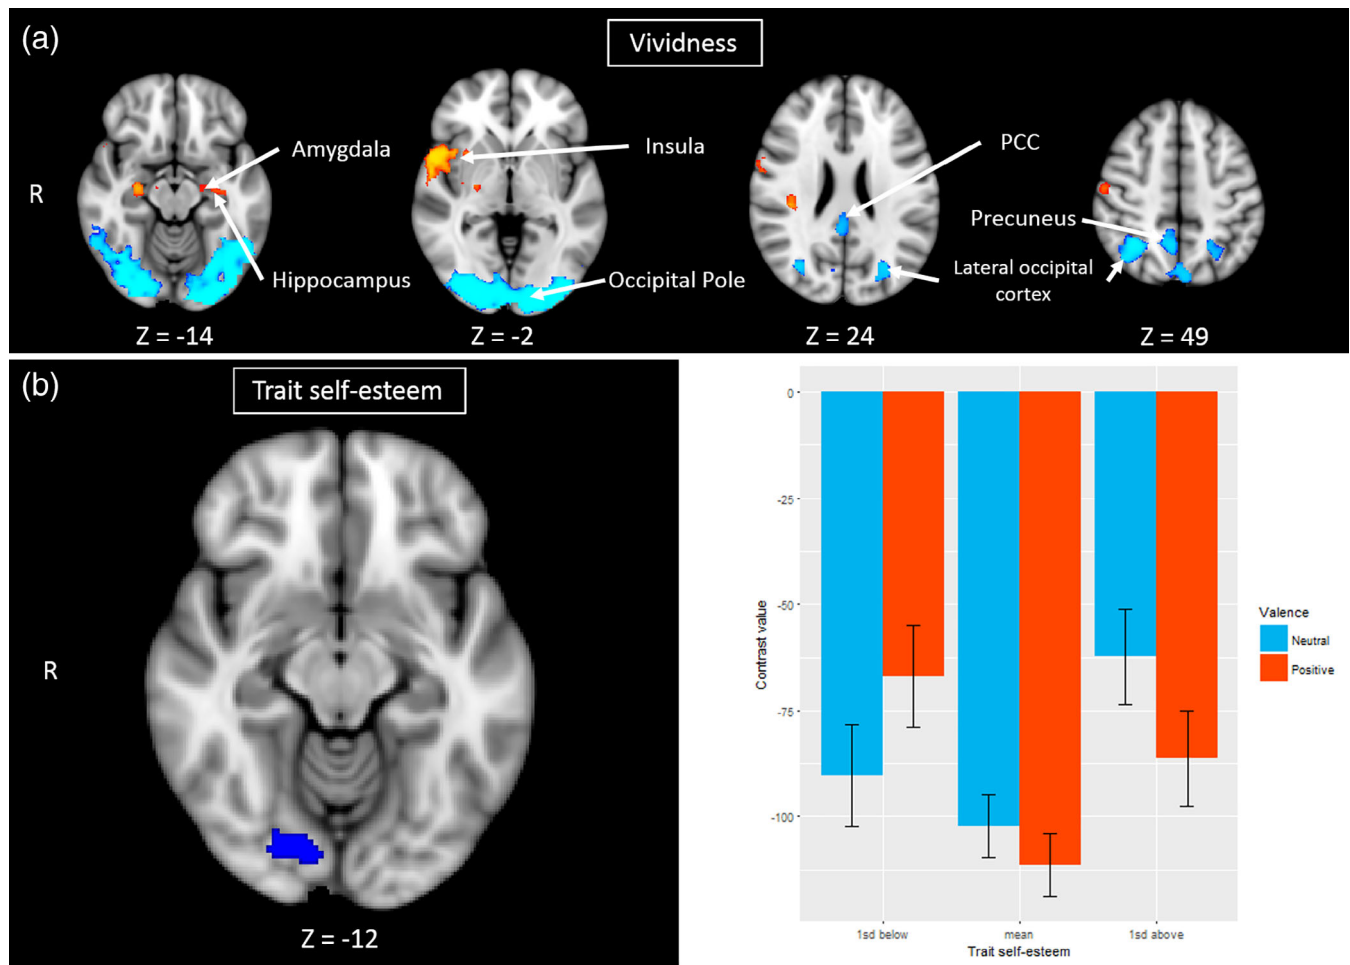 (a)
Vividness
Amygdala
Insula
PCC
R
Precuneus
Hippocampus
Occipital Pole
Lateral occipital
cortex
Z = -14
Z = -2
Z = 24
Z = 49
(b)
Trait self-esteem
R
Z = -12
0
-25
-50
-75
-100
Contrast value
1sd below
mean
1sd above
Trait self-esteem
Valence
Neutral
Positive